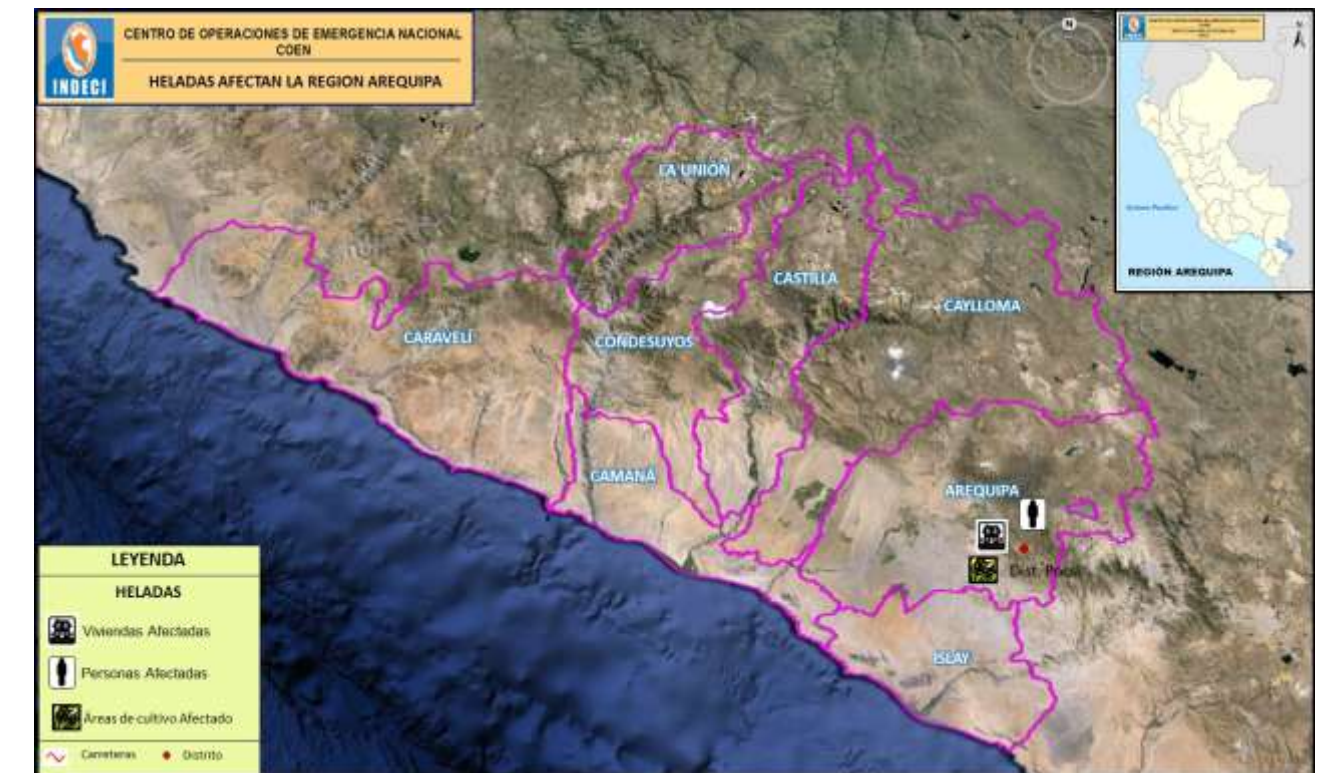 INDECI
CENTRO DE OPERACIONES DE EMERGENCIA NACIONAL
COEN
HELADAS AFECTAN LA REGION AREQUIPA
N
REGIÓN AREQUIPA
LA UNIÓN
CASTILLA
CAYLLOMA
CARAVELÍ
CONDESUYOS
CAMANÁ
AREQUIPA
Dist.
ISLAY
LEYENDA
HELADAS
Viviendas Afectadas
Personas Afectadas
Áreas de cultivo Afectado
Carreteras
Distrito